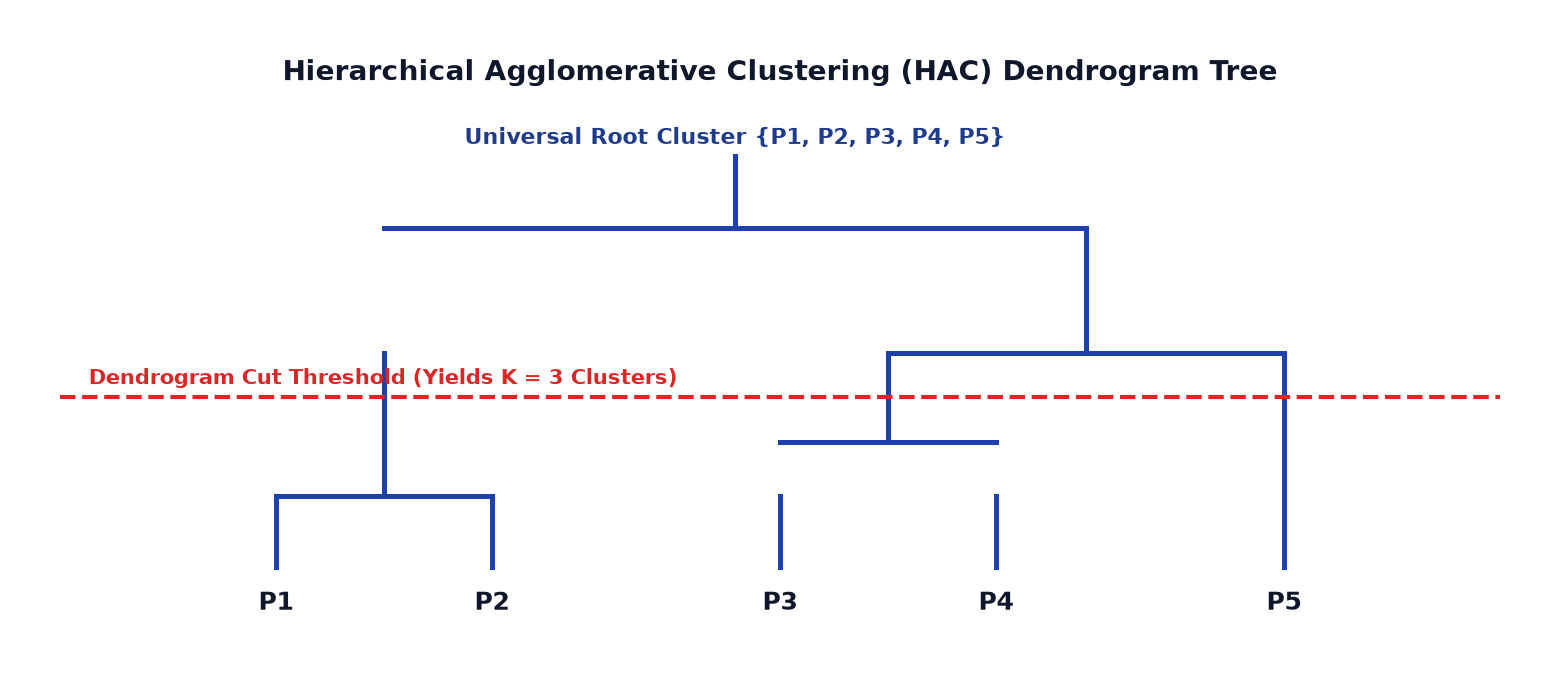 Hierarchical Agglomerative Clustering (HAC) Dendrogram Tree
Universal Root Cluster {P1, P2, P3, P4, P5}
Dendrogram Cut Threshold (Yields K = 3 Clusters)
P1 P2 P3 P4 P5